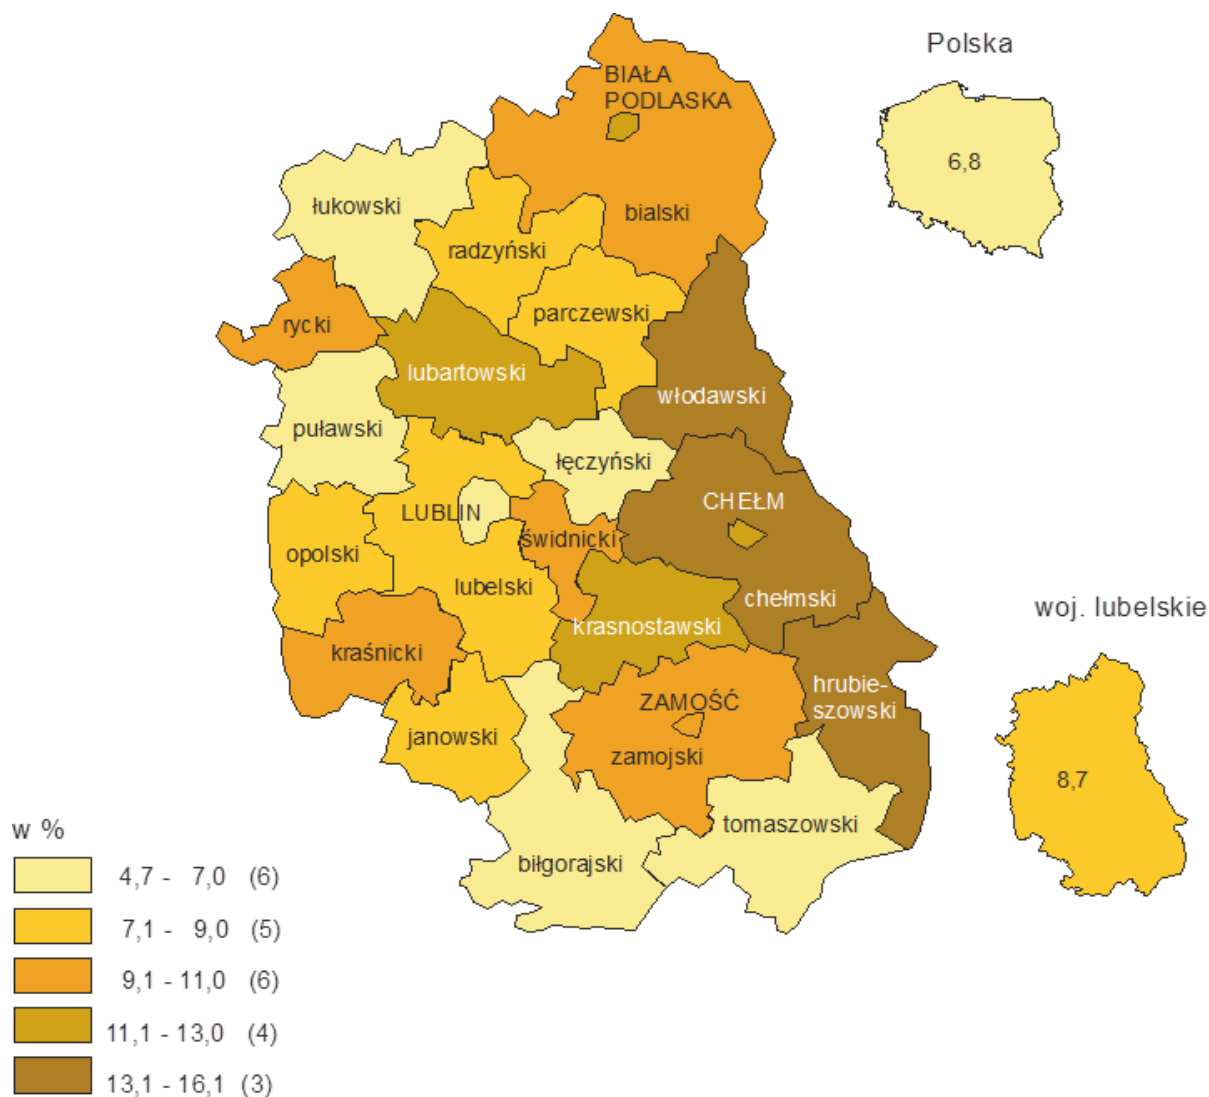 Polska
BIAŁA
PODLASKA
6,8
łukowski
bialski
radzyński
parczewski
rycki
lubartowski
włodawski
puławski
łęczyński
CHEŁM
LUBLIN
świdnicki
opolski
lubelski
chełmski
woj. lubelskie
krasnostawski
kraśnicki
hrubie-
szowski
ZAMOŚĆ
janowski
zamojski
8,7
tomaszowski
w %
biłgorajski
4,7 - 7,0 (6)
7,1 - 9,0 (5)
9,1 - 11,0 (6)
11,1 - 13,0 (4)
13,1 - 16,1 (3)